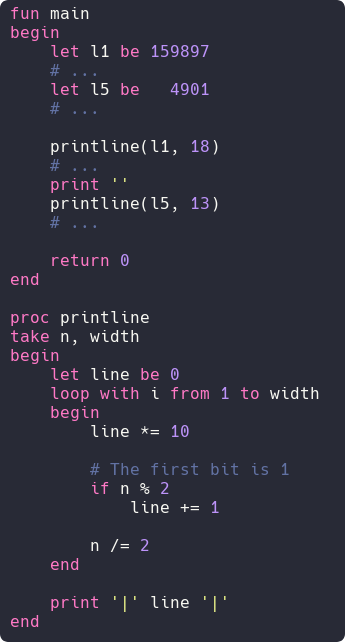 fun main
begin
    let l1 be 159897
    # ...
    let l5 be   4901
    # ...

    printline(l1, 18)
    # ...
    print ''
    printline(l5, 13)
    # ...

    return 0
end

proc printline
take n, width
begin
    let line be 0
    loop with i from 1 to width
    begin
        line *= 10

        # The first bit is 1
        if n % 2
            line += 1

        n /= 2
    end

    print '|' line '|'
end